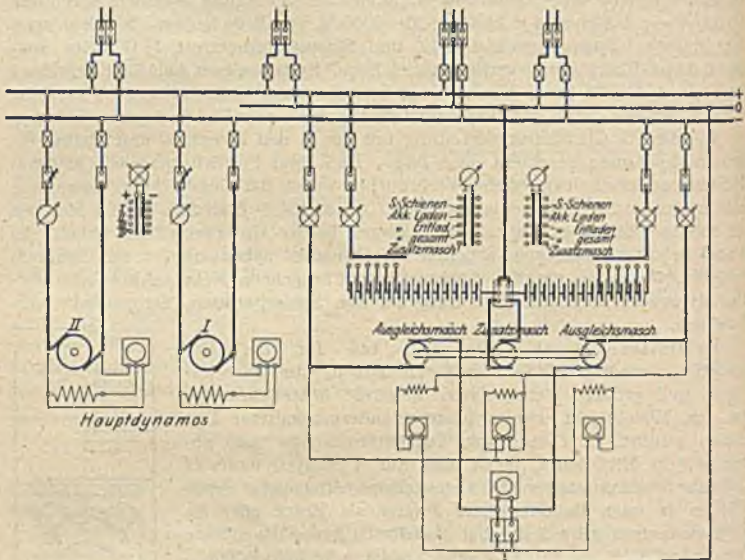 +
0
-
S-Schienen
Akk. Laden
" Entlad.
" gesamt
Zusatzmasch
S-Schienen
Akk. Laden
" Entladen
" gesamt
Zusatzmasch
II
I
Ausgleichsmasch
Zusatzmasch
Ausgleichsmasch
Hauptdynamos